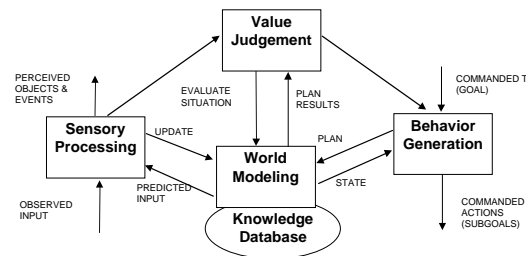 Value
Judgement
PERCEIVED
OBJECTS &
EVENTS
EVALUATE
SITUATION
PLAN
RESULTS
COMMANDED T
(GOAL)
Sensory
Processing
UPDATE
PLAN
Behavior
Generation
World
Modeling
PREDICTED
INPUT
STATE
OBSERVED
INPUT
Knowledge
Database
COMMANDED
ACTIONS
(SUBGOALS)